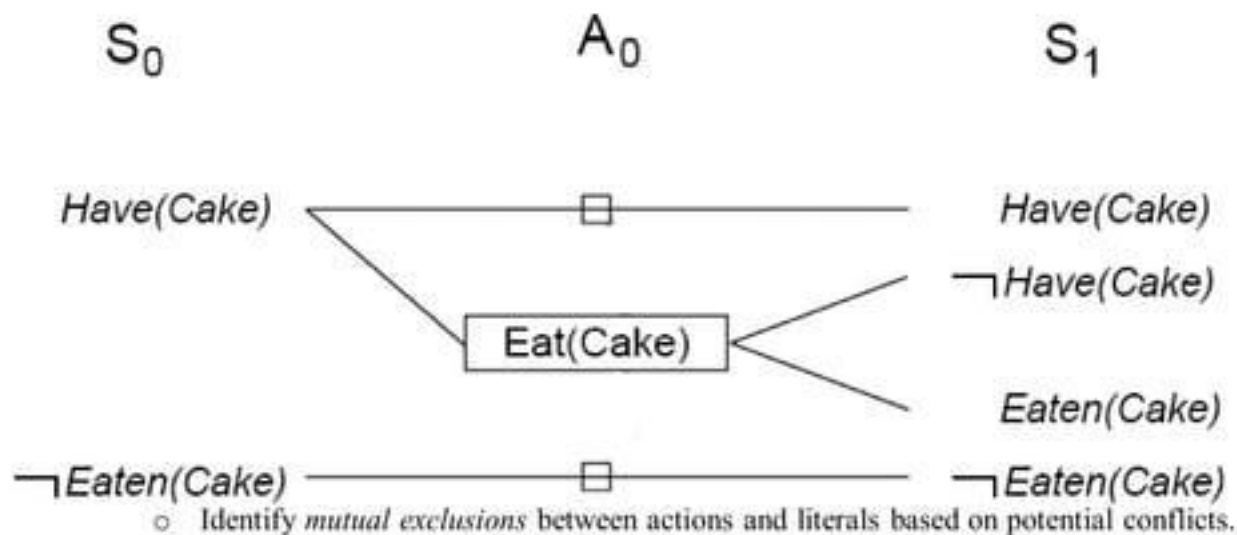 S₀ A₀ S₁
Have(Cake) Have(Cake)
¬Have(Cake)
Eat(Cake)
Eaten(Cake)
¬Eaten(Cake) ¬Eaten(Cake)
○ Identify mutual exclusions between actions and literals based on potential conflicts.